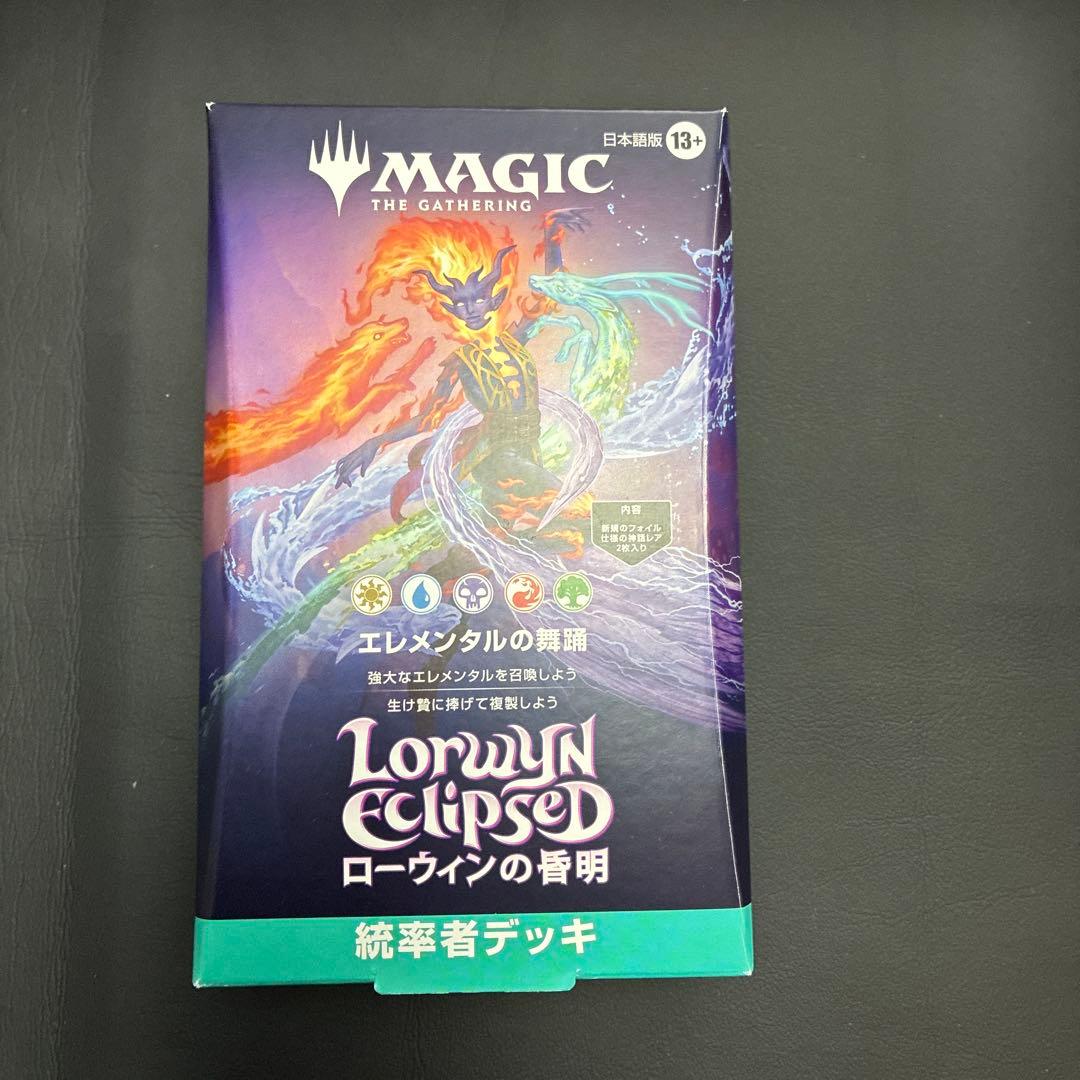 日本語版 13+
MAGIC
THE GATHERING
内容
新規のフォイル
仕様の神話レア
2枚入り
エレメンタルの舞踊
強大なエレメンタルを召喚しよう
生け贄に捧げて複製しよう
Lorwyn
Eclipsed
ローウィンの昏明
統率者デッキ